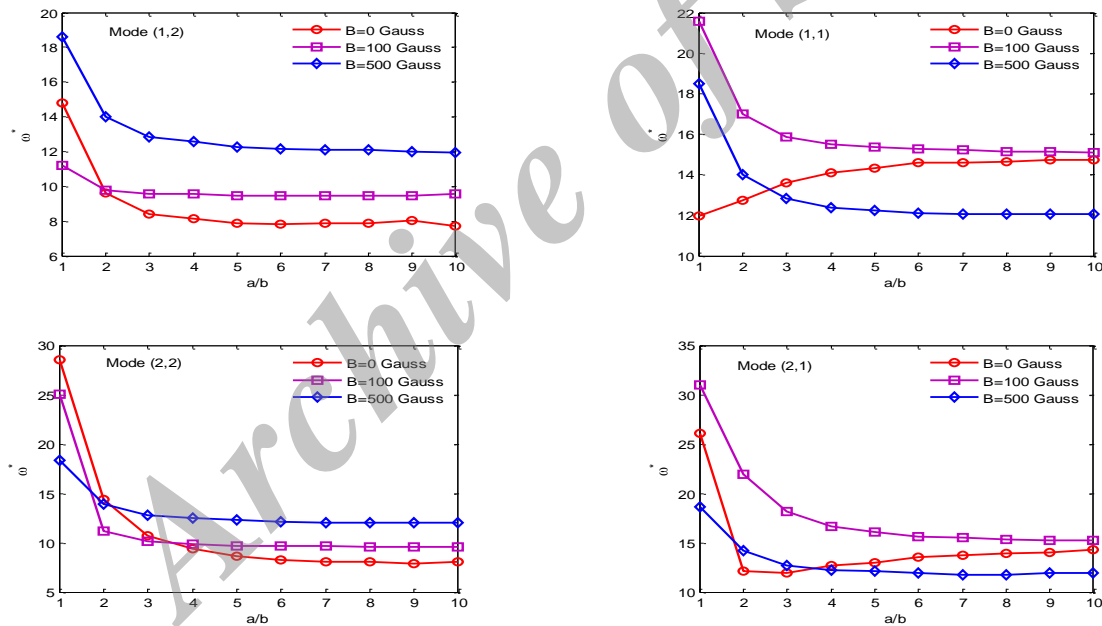 Mode (1,2)
B=0 Gauss
B=100 Gauss
B=500 Gauss
20
18
16
14
12
10
8
6
ω*
1 2 3 4 5 6 7 8 9 10
a/b
Mode (1,1)
B=0 Gauss
B=100 Gauss
B=500 Gauss
22
20
18
16
14
12
10
ω*
1 2 3 4 5 6 7 8 9 10
a/b
Mode (2,2)
B=0 Gauss
B=100 Gauss
B=500 Gauss
30
25
20
15
10
5
ω*
1 2 3 4 5 6 7 8 9 10
a/b
Mode (2,1)
B=0 Gauss
B=100 Gauss
B=500 Gauss
35
30
25
20
15
10
ω*
1 2 3 4 5 6 7 8 9 10
a/b
Archive of